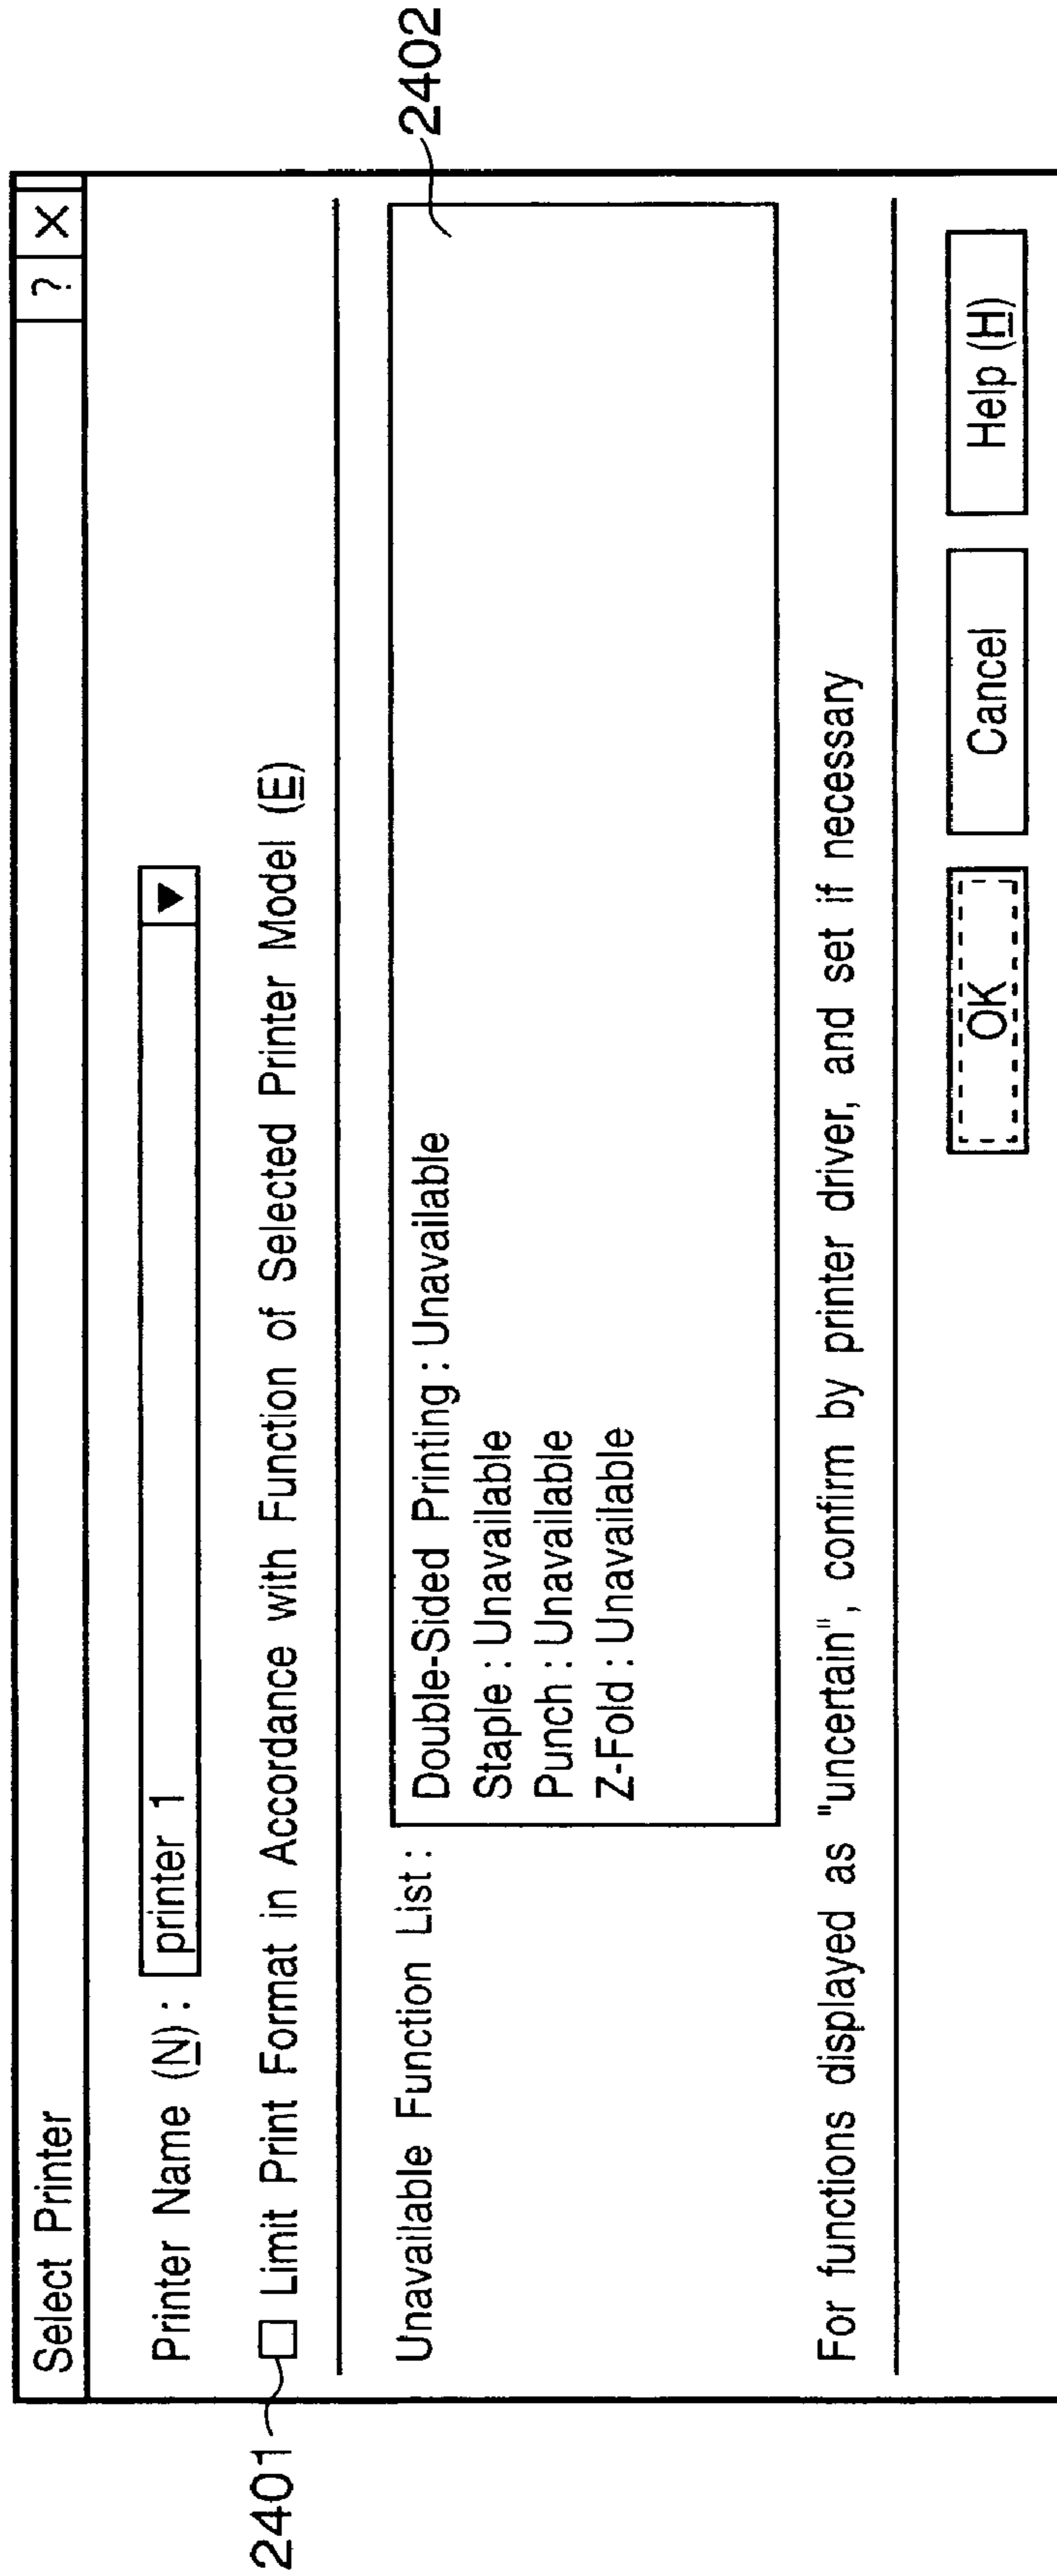 Select Printer
? X
Printer Name (N) : printer 1 ▼
2401
Limit Print Format in Accordance with Function of Selected Printer Model (E)
2402
Unavailable Function List :
Double-Sided Printing : Unavailable
Staple : Unavailable
Punch : Unavailable
Z-Fold : Unavailable
For functions displayed as "uncertain", confirm by printer driver, and set if necessary
OK
Cancel
Help (H)